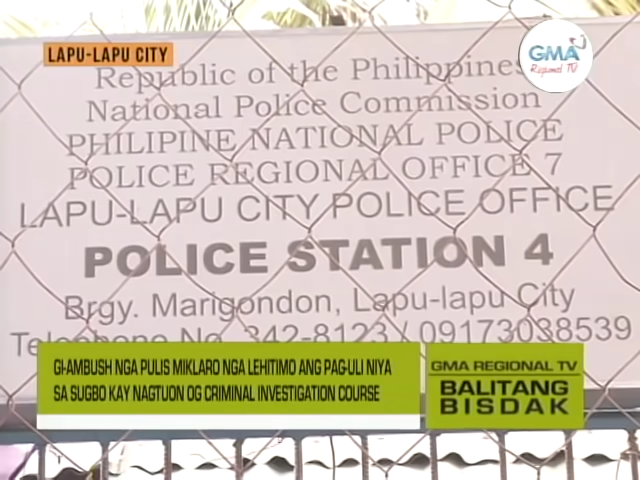 LAPU-LAPU CITY
GMA
Regional TV
Republic of the Philippines
National Police Commission
PHILIPINE NATIONAL POLICE
POLICE REGIONAL OFFICE 7
LAPU-LAPU CITY POLICE OFFICE
POLICE STATION 4
Brgy. Marigondon, Lapu-lapu City
Telephone No. 342-8123 / 09173038539
GI-AMBUSH NGA PULIS MIKLARO NGA LEHITIMO ANG PAG-ULI NIYA
SA SUGBO KAY NAGTUON OG CRIMINAL INVESTIGATION COURSE
GMA REGIONAL TV
BALITANG
BISDAK